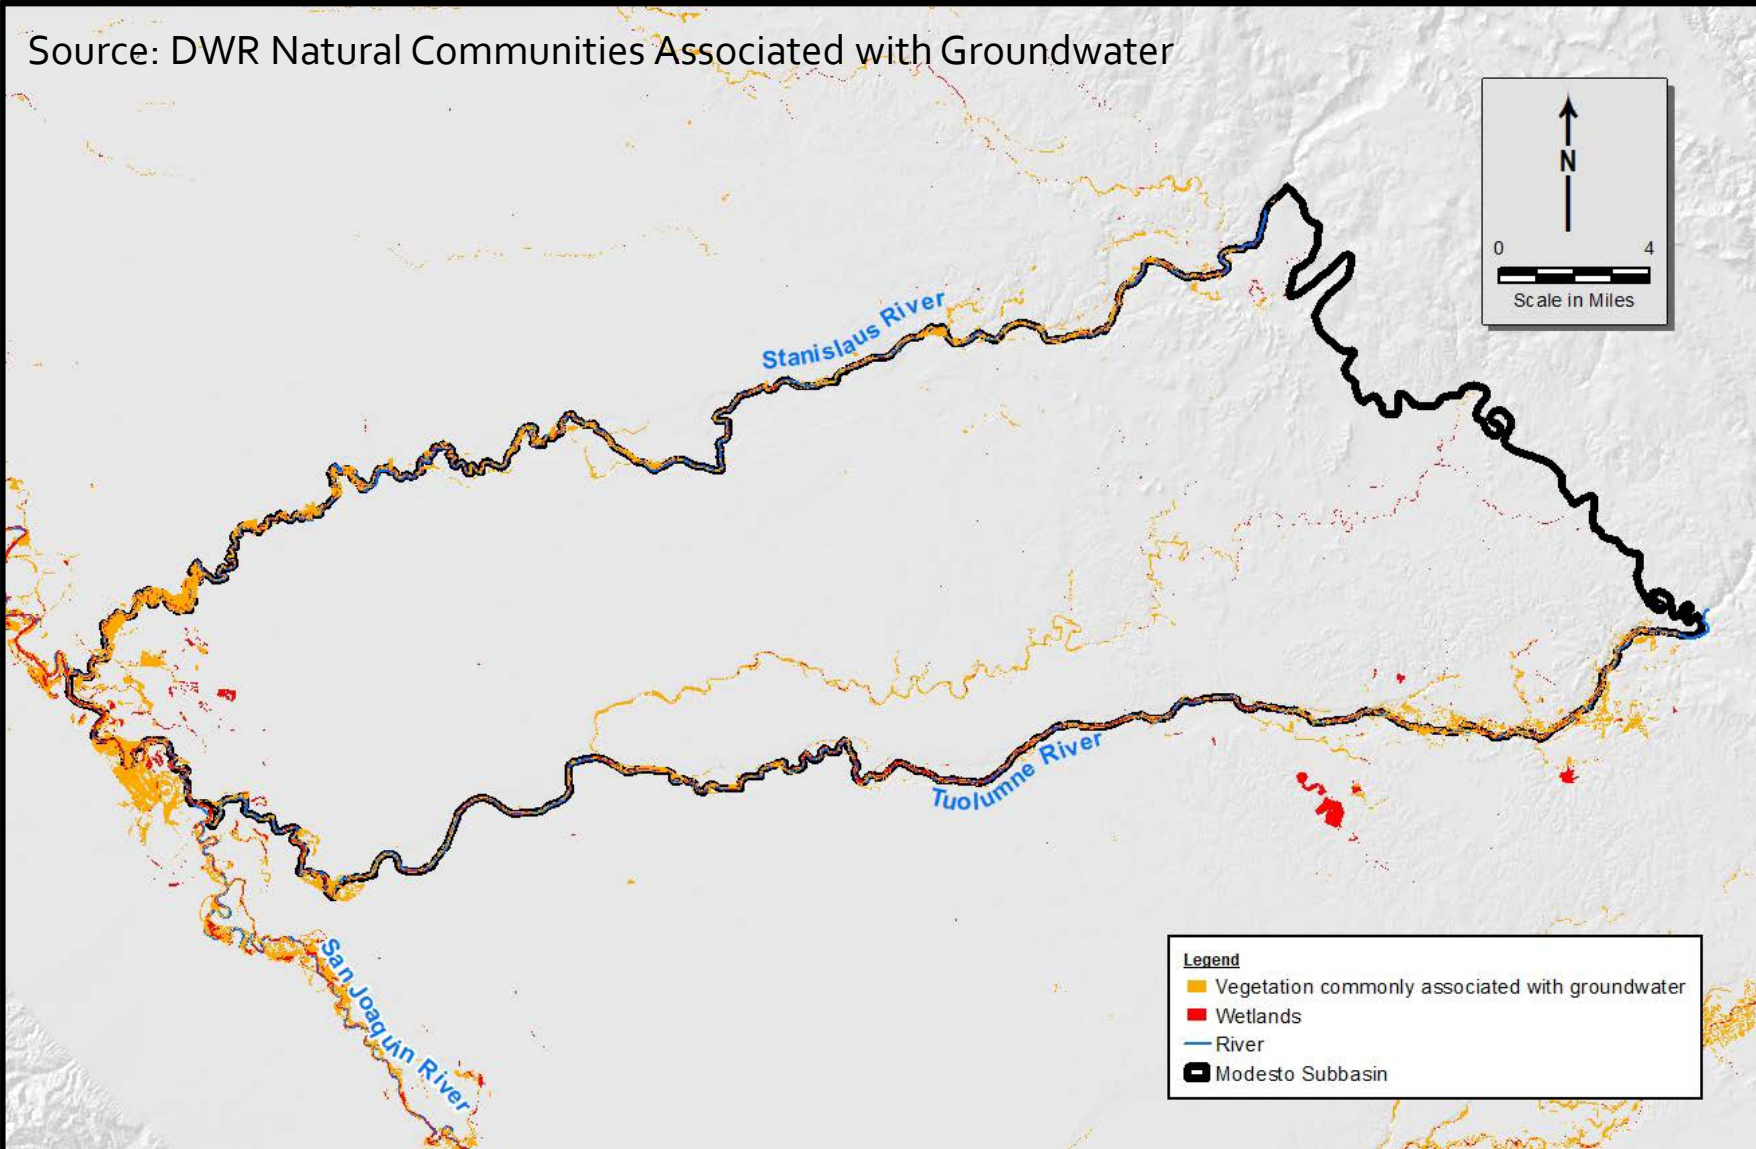 Source: DWR Natural Communities Associated with Groundwater
N
0 4
Scale in Miles
Stanislaus River
Tuolumne River
San Joaquin River
Legend
Vegetation commonly associated with groundwater
Wetlands
River
Modesto Subbasin